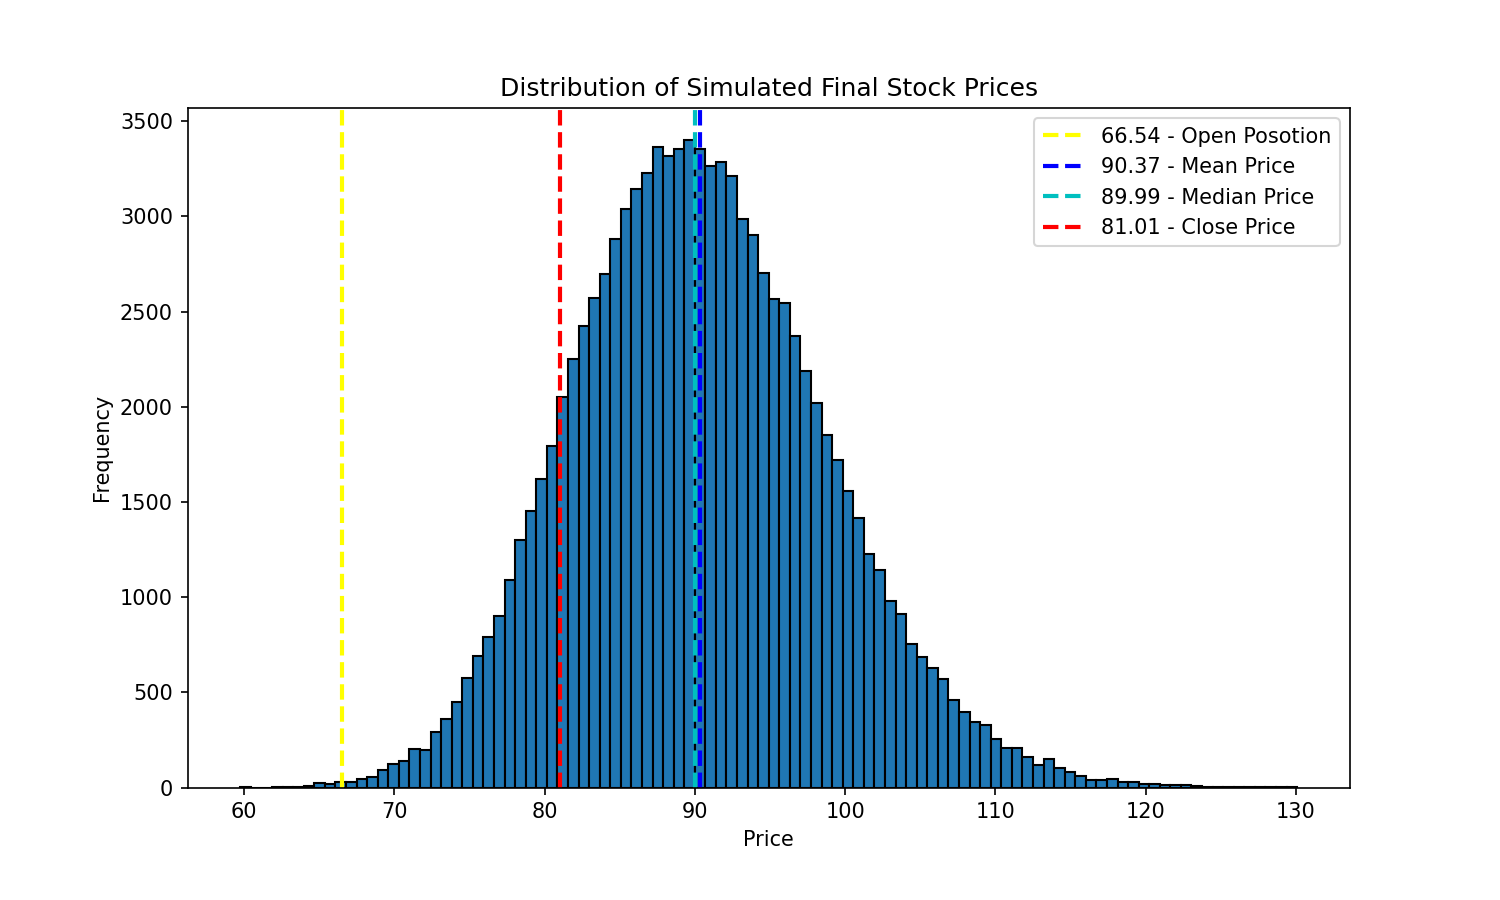 Distribution of Simulated Final Stock Prices
3500
3000
2500
2000
1500
1000
500
0
Frequency
66.54 - Open Posotion
90.37 - Mean Price
89.99 - Median Price
81.01 - Close Price
60 70 80 90 100 110 120 130
Price